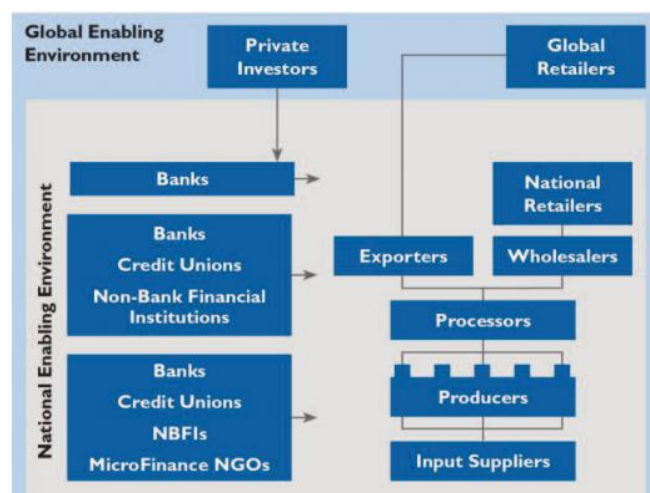 Global Enabling
Environment
Private
Investors
Global
Retailers
National Enabling Environment
Banks
National
Retailers
Banks
Credit Unions
Non-Bank Financial
Institutions
Exporters
Wholesalers
Processors
Banks
Credit Unions
NBFIs
MicroFinance NGOs
Producers
Input Suppliers